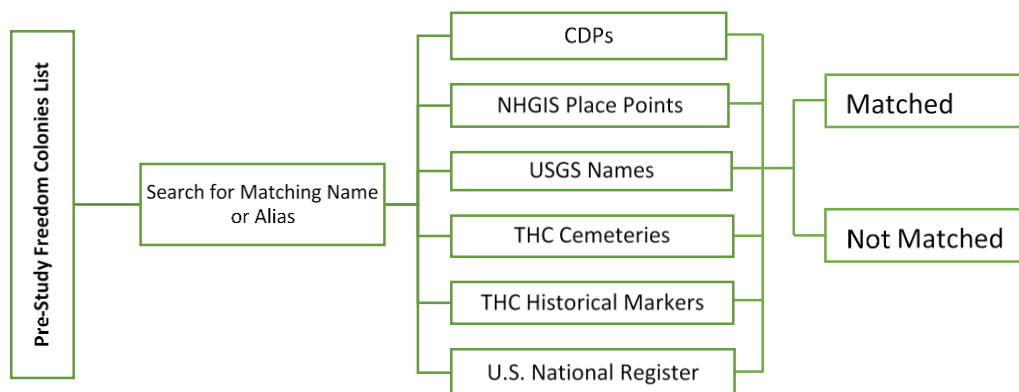 Pre-Study Freedom Colonies List
Search for Matching Name
or Alias
CDPs
NHGIS Place Points
USGS Names
THC Cemeteries
THC Historical Markers
U.S. National Register
Matched
Not Matched